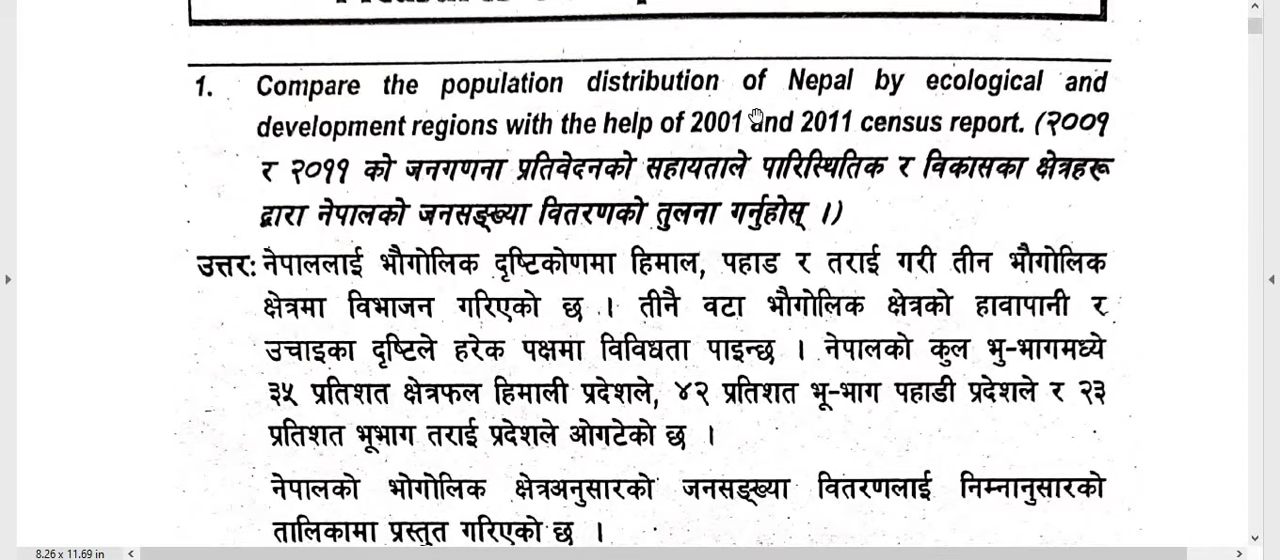 1. Compare the population distribution of Nepal by ecological and
development regions with the help of 2001 and 2011 census report. (२००१
र २०११ को जनगणना प्रतिवेदनको सहायताले पारिस्थितिक र विकासका क्षेत्रहरू
द्वारा नेपालको जनसङ्ख्या वितरणको तुलना गर्नुहोस् ।)
उत्तर: नेपाललाई भौगोलिक दृष्टिकोणमा हिमाल, पहाड र तराई गरी तीन भौगोलिक
क्षेत्रमा विभाजन गरिएको छ । तीनै वटा भौगोलिक क्षेत्रको हावापानी र
उचाइका दृष्टिले हरेक पक्षमा विविधता पाइन्छ । नेपालको कुल भु-भागमध्ये
३५ प्रतिशत क्षेत्रफल हिमाली प्रदेशले, ४२ प्रतिशत भू-भाग पहाडी प्रदेशले र २३
प्रतिशत भूभाग तराई प्रदेशले ओगटेको छ ।
नेपालको भोगोलिक क्षेत्रअनुसारको जनसङ्ख्या वितरणलाई निम्नानुसारको
तालिकामा प्रस्तुत गरिएको छ ।
8.26 x 11.69 in